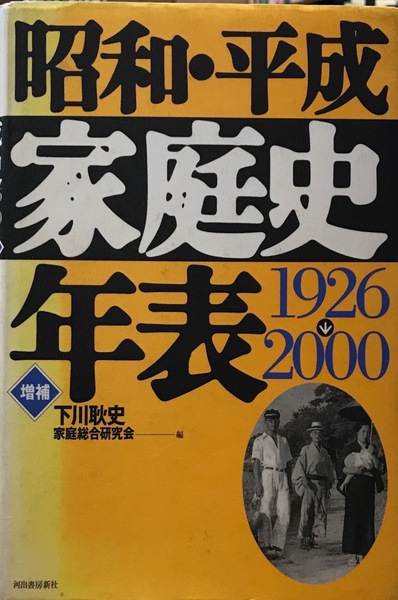 昭和・平成
家庭史
年表
1926
2000
増補
下川耿史
家庭総合研究会――編
河出書房新社